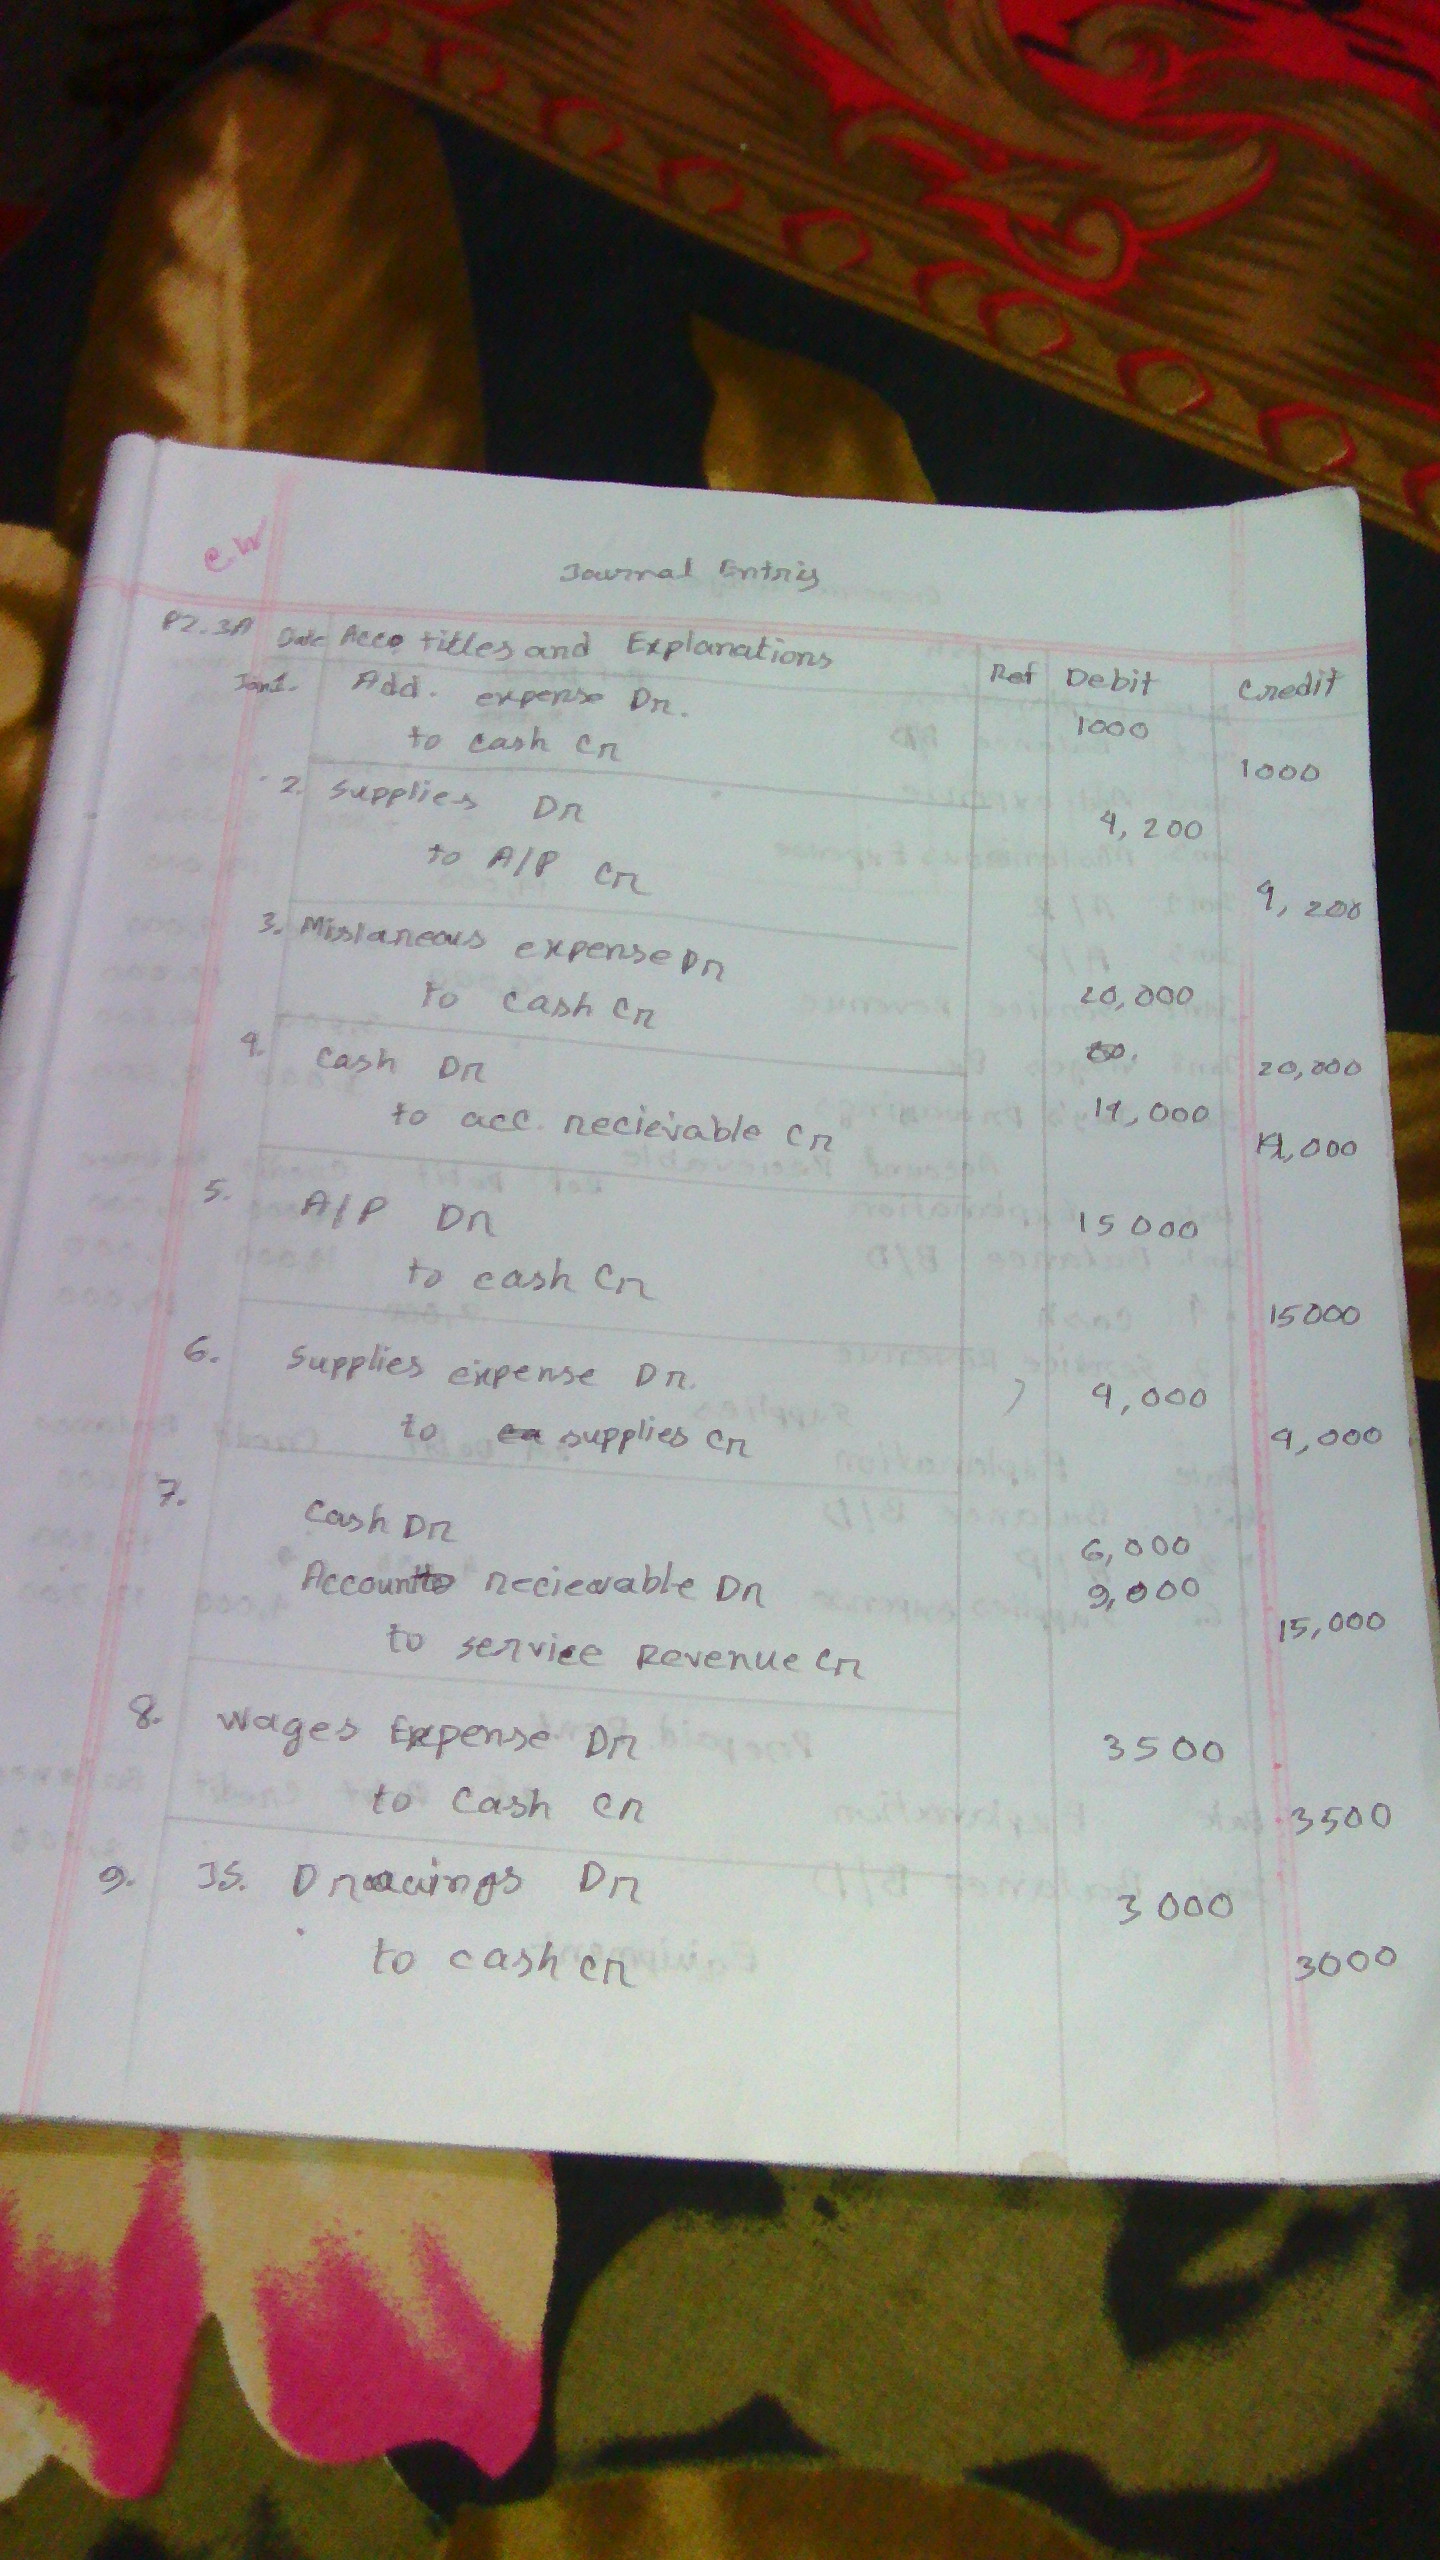 CW
Journal Entris
P2.3A Date Acco titles and Explanations Ref Debit Credit
Jan1. Add. expense Dr. 1000
to cash Cr 1000
2. Supplies Dr 4,200
to A/P Cr 4,200
3. Mislaneous expense Dr 20,000
to cash Cr 20,000
4. Cash Dr 14,000
to acc. recievable Cr 14,000
5. A/P Dr 15000
to cash Cr 15000
6. Supplies expense Dr. 4,000
to supplies Cr 4,000
7.
Cash Dr 6,000
Account recievable Dr 9,000
to service Revenue Cr 15,000
8. Wages Expense Dr 3500
to Cash Cr 3500
9. JS. Drawings Dr 3000
to cash Cr 3000